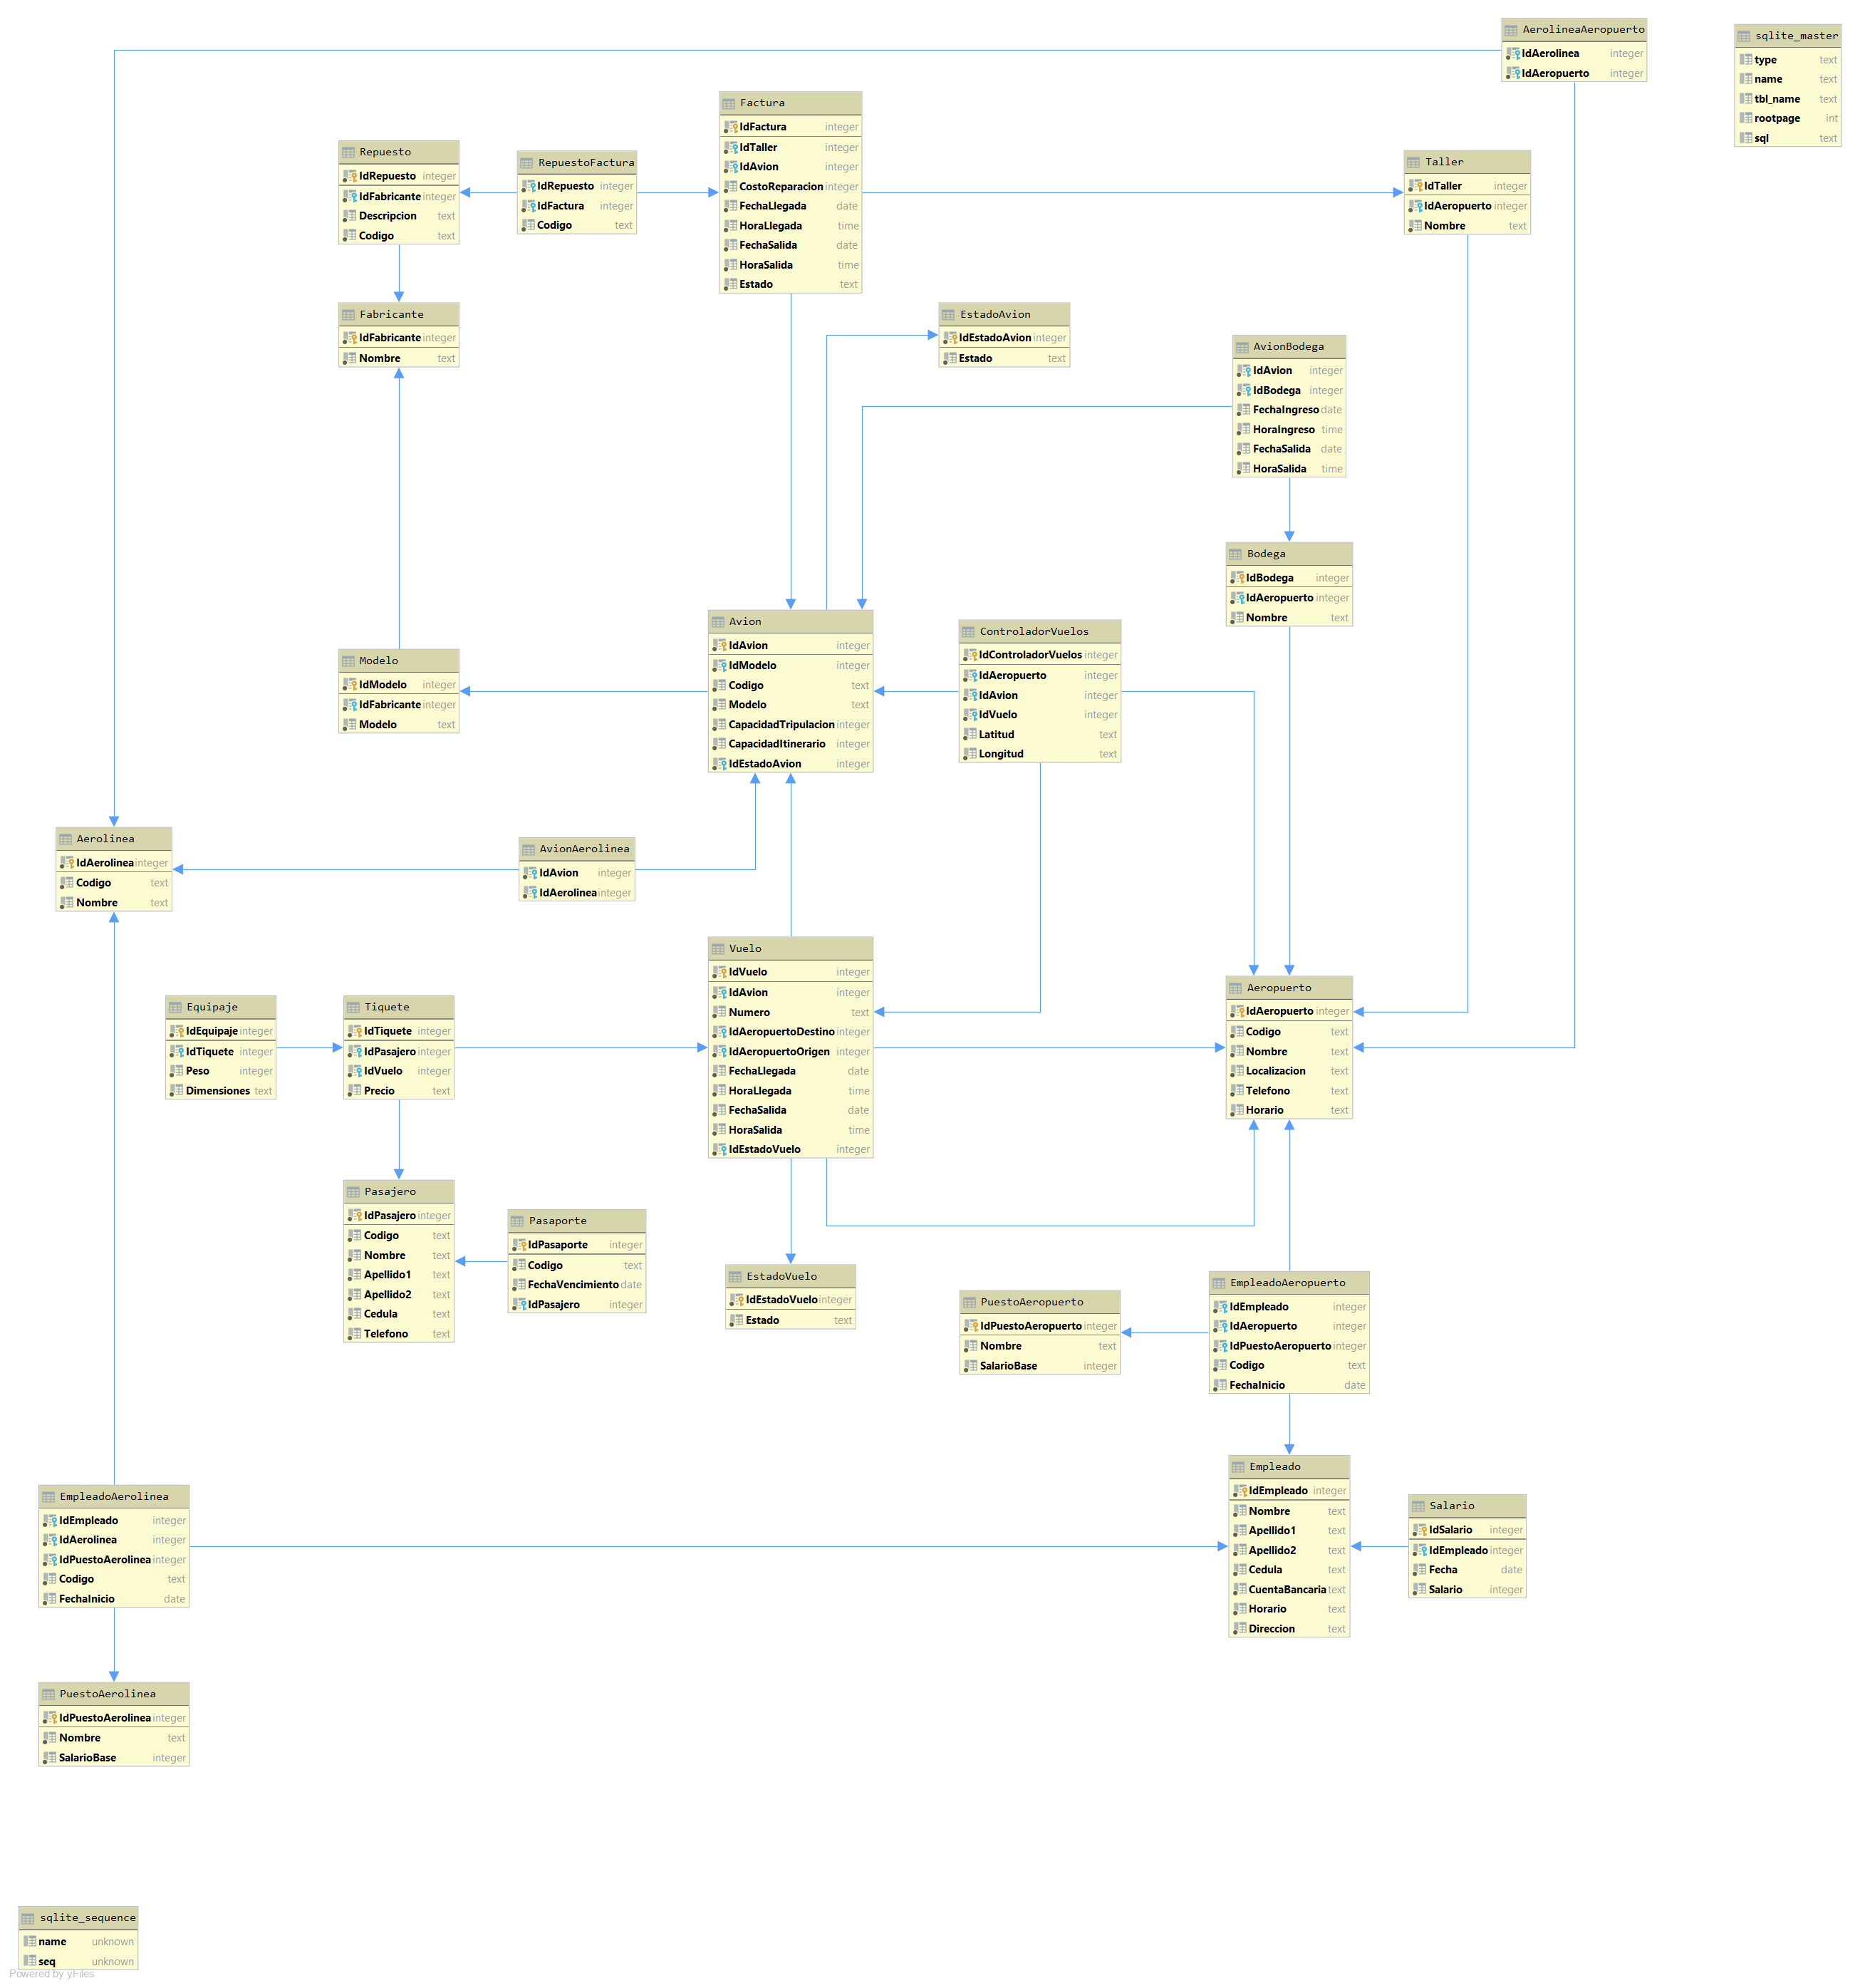 AerolineaAeropuerto
IdAerolinea integer
IdAeropuerto integer
sqlite_master
type text
name text
tbl_name text
rootpage int
sql text
Factura
IdFactura integer
IdTaller integer
IdAvion integer
CostoReparacion integer
FechaLlegada date
HoraLlegada time
FechaSalida date
HoraSalida time
Estado text
Repuesto
IdRepuesto integer
IdFabricante integer
Descripcion text
Codigo text
RepuestoFactura
IdRepuesto integer
IdFactura integer
Codigo text
Taller
IdTaller integer
IdAeropuerto integer
Nombre text
Fabricante
IdFabricante integer
Nombre text
EstadoAvion
IdEstadoAvion integer
Estado text
AvionBodega
IdAvion integer
IdBodega integer
FechaIngreso date
HoraIngreso time
FechaSalida date
HoraSalida time
Bodega
IdBodega integer
IdAeropuerto integer
Nombre text
Avion
IdAvion integer
IdModelo integer
Codigo text
Modelo text
CapacidadTripulacion integer
CapacidadItinerario integer
IdEstadoAvion integer
ControladorVuelos
IdControladorVuelos integer
IdAeropuerto integer
IdAvion integer
IdVuelo integer
Latitud text
Longitud text
Modelo
IdModelo integer
IdFabricante integer
Modelo text
Aerolinea
IdAerolinea integer
Codigo text
Nombre text
AvionAerolinea
IdAvion integer
IdAerolinea integer
Vuelo
IdVuelo integer
IdAvion integer
Numero text
IdAeropuertoDestino integer
IdAeropuertoOrigen integer
FechaLlegada date
HoraLlegada time
FechaSalida date
HoraSalida time
IdEstadoVuelo integer
Aeropuerto
IdAeropuerto integer
Codigo text
Nombre text
Localizacion text
Telefono text
Horario text
Equipaje
IdEquipaje integer
IdTiquete integer
Peso integer
Dimensiones text
Tiquete
IdTiquete integer
IdPasajero integer
IdVuelo integer
Precio text
Pasajero
IdPasajero integer
Codigo text
Nombre text
Apellido1 text
Apellido2 text
Cedula text
Telefono text
Pasaporte
IdPasaporte integer
Codigo text
FechaVencimiento date
IdPasajero integer
EstadoVuelo
IdEstadoVuelo integer
Estado text
PuestoAeropuerto
IdPuestoAeropuerto integer
Nombre text
SalarioBase integer
EmpleadoAeropuerto
IdEmpleado integer
IdAeropuerto integer
IdPuestoAeropuerto integer
Codigo text
FechaInicio date
Empleado
IdEmpleado integer
Nombre text
Apellido1 text
Apellido2 text
Cedula text
CuentaBancaria text
Horario text
Direccion text
Salario
IdSalario integer
IdEmpleado integer
Fecha date
Salario integer
EmpleadoAerolinea
IdEmpleado integer
IdAerolinea integer
IdPuestoAerolinea integer
Codigo text
FechaInicio date
PuestoAerolinea
IdPuestoAerolinea integer
Nombre text
SalarioBase integer
sqlite_sequence
name unknown
seq unknown
Powered by yFiles